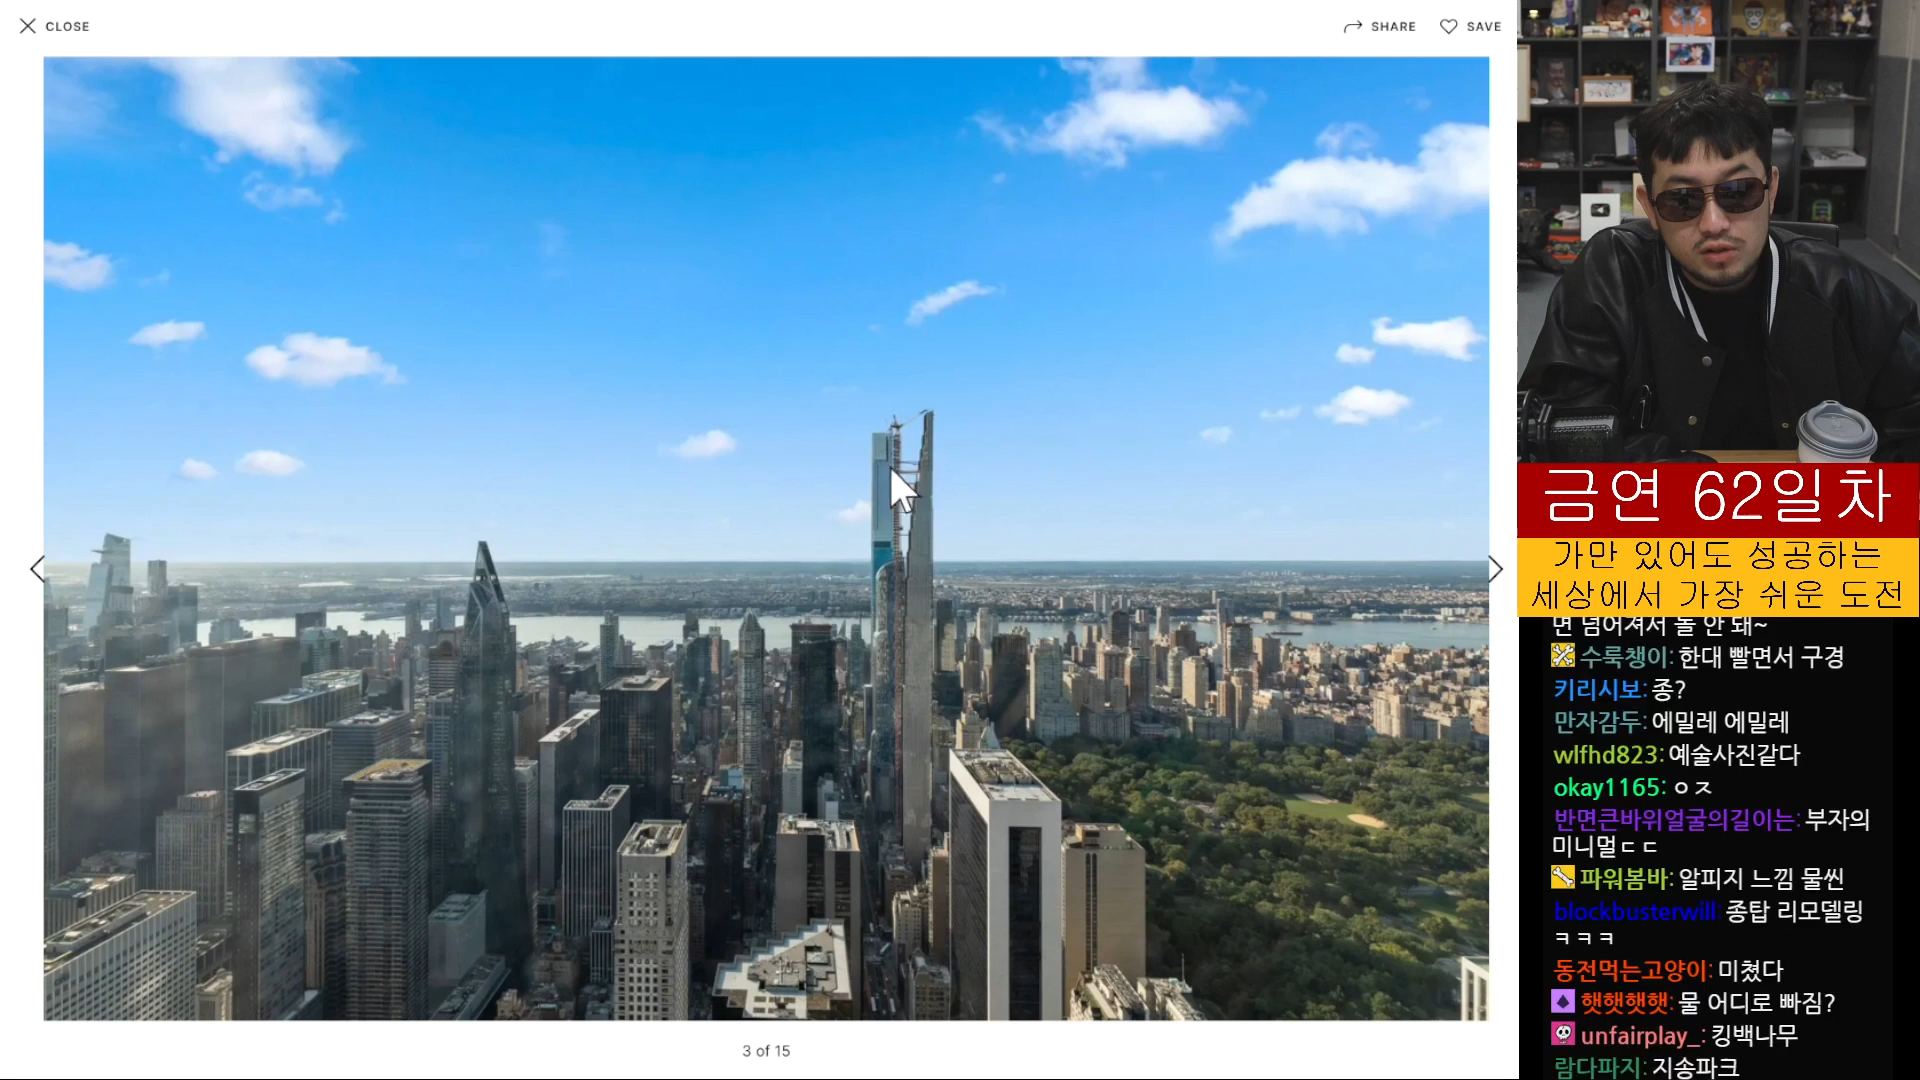 CLOSE
SHARE
SAVE
3 of 15
금연 62일차
가만 있어도 성공하는
세상에서 가장 쉬운 도전
면 넘어져서 돌 안 돼~
수룩챙이: 한대 빨면서 구경
키리시보: 종?
만자감두: 에밀레 에밀레
wlfhd823: 예술사진같다
okay1165: ㅇㅈ
반면큰바위얼굴의길이는: 부자의
미니멀ㄷㄷ
파워봄바: 알피지 느낌 물씬
blockbusterwill: 종탑 리모델링
ㅋㅋㅋ
동전먹는고양이: 미쳤다
햇햇햇햇: 물 어디로 빠짐?
unfairplay_: 킹백나무
람다파지: 지송파크